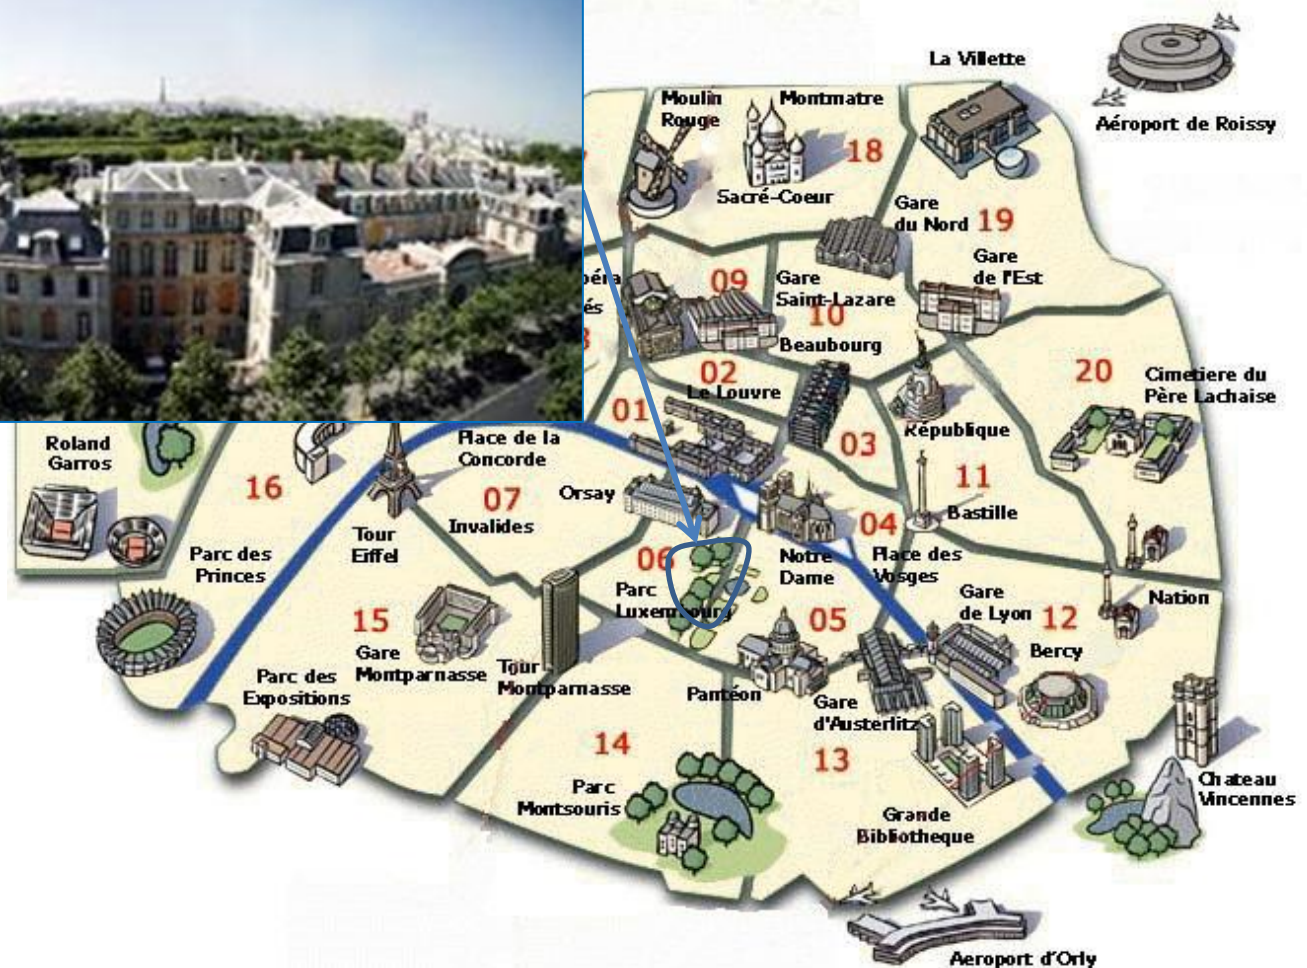 La Villette
Moulin
Rouge
Montmatre
Aéroport de Roissy
18
Sacré-Coeur
Gare
du Nord
19
Gare
de l'Est
09
Gare
Saint-Lazare
10
Beaubourg
02
Le Louvre
01
20
Cimetiere du
Père Lachaise
République
03
Roland
Garros
Place de la
Concorde
16
07
Invalides
Orsay
11
Bastille
04
Tour
Eiffel
Parc des
Princes
06
Notre
Dame
Place des
Vosges
Parc
Luxembourg
05
Gare
de Lyon
12
Nation
15
Gare
Montparnasse
Bercy
Parc des
Expositions
Tour
Montparnasse
Pantéon
Gare
d'Austerlitz
14
13
Parc
Montsouris
Chateau
Vincennes
Grande
Bibliotheque
Aeroport d'Orly